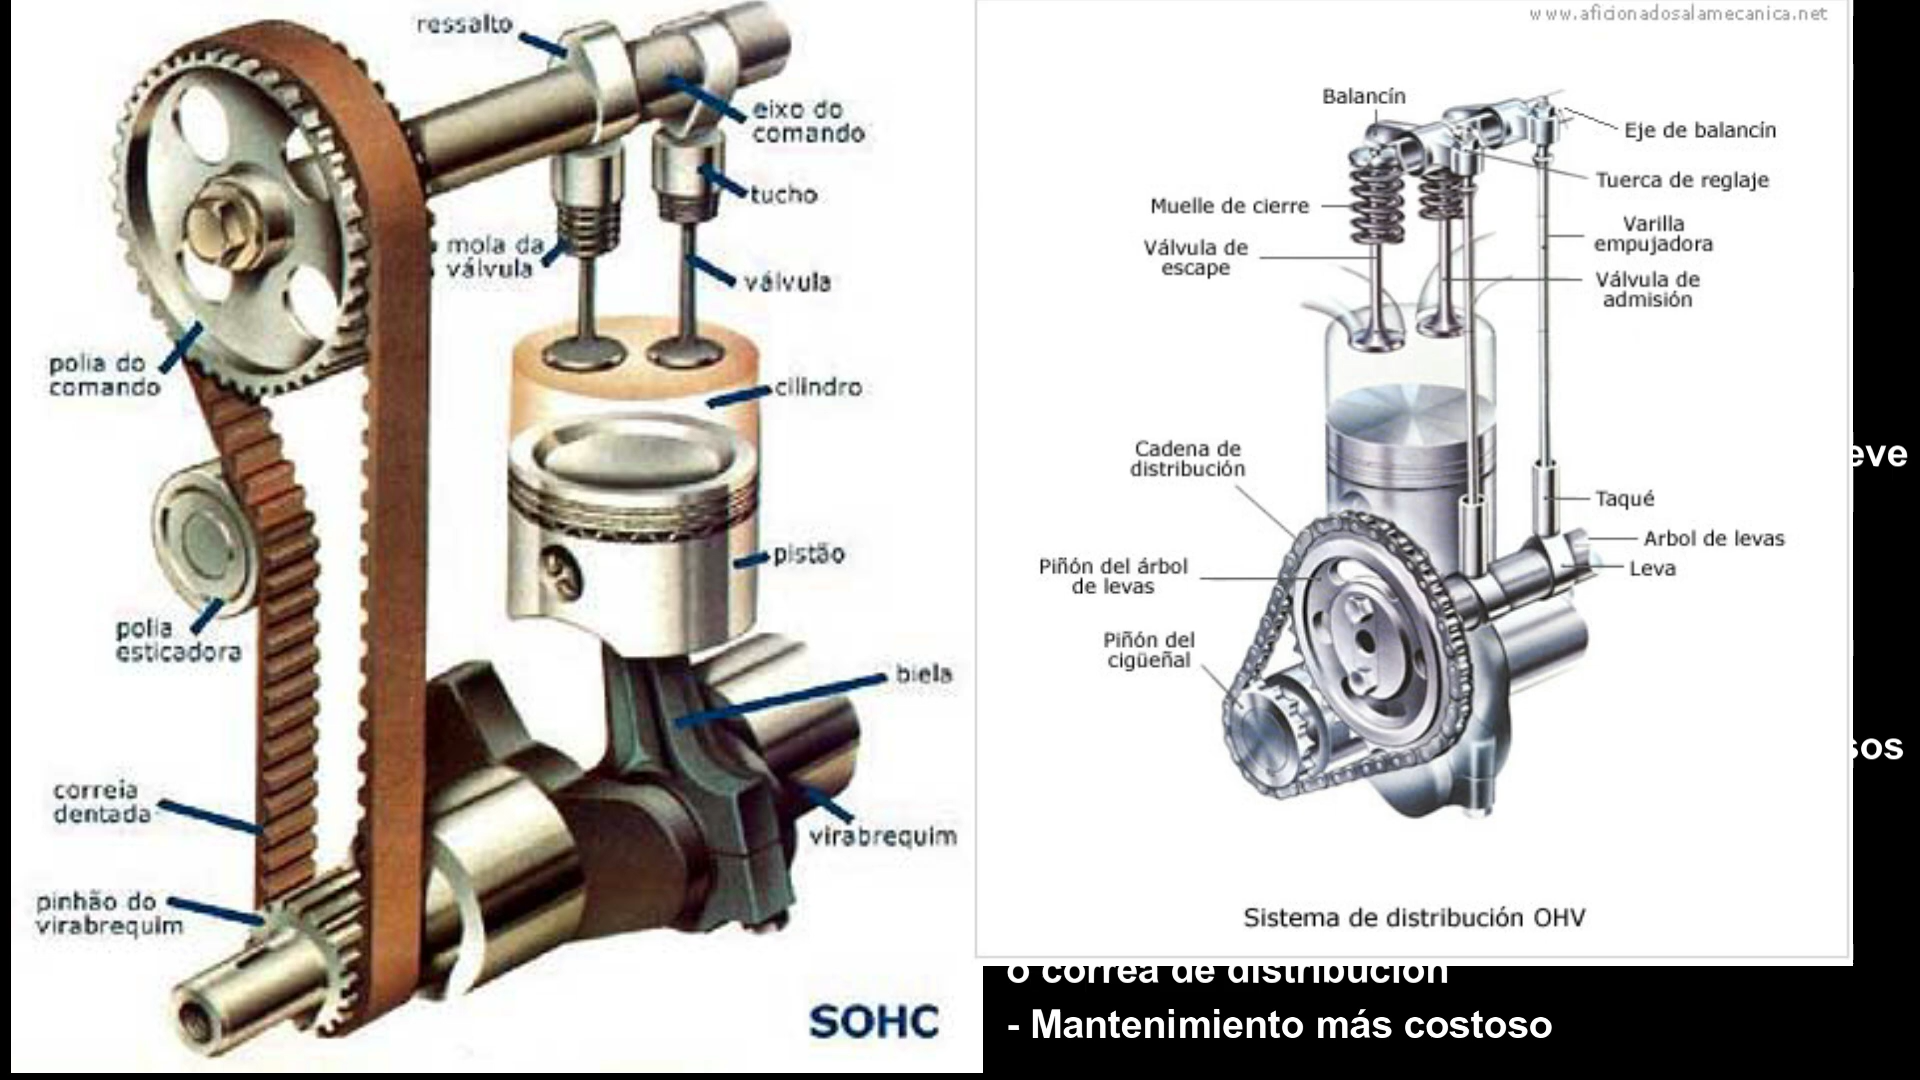 ressalto
eixo do
comando
tucho
mola da
válvula
válvula
polia do
comando
cilindro
pistão
polia
esticadora
biela
correia
dentada
virabrequim
pinhão do
virabrequim
SOHC
www.aficionadosalamecanica.net
Balancín
Eje de balancín
Tuerca de reglaje
Muelle de cierre
Varilla
empujadora
Válvula de
escape
Válvula de
admisión
Cadena de
distribución
Taqué
Arbol de levas
Leva
Piñón del árbol
de levas
Piñón del
cigüeñal
Sistema de distribución OHV
eve
sos
o correa de distribución
- Mantenimiento más costoso